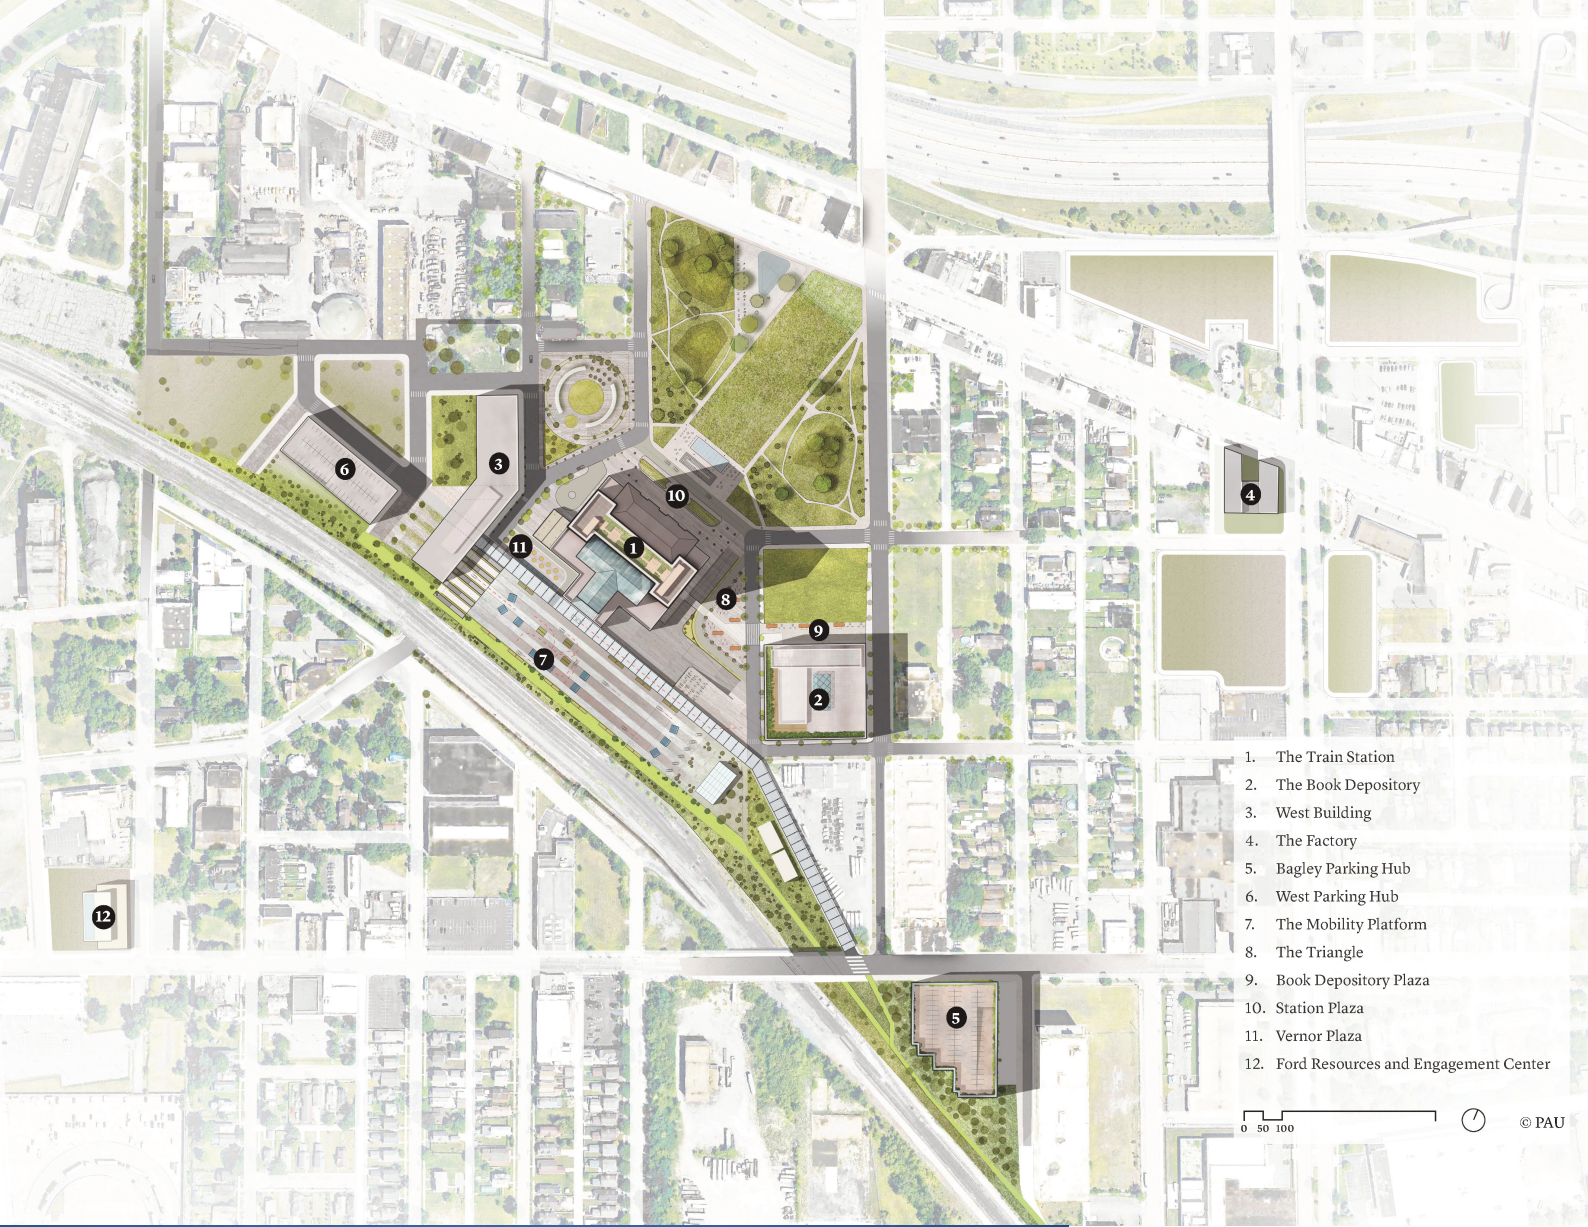 6
3
10
11
1
8
9
7
2
4
12
5
1. The Train Station
2. The Book Depository
3. West Building
4. The Factory
5. Bagley Parking Hub
6. West Parking Hub
7. The Mobility Platform
8. The Triangle
9. Book Depository Plaza
10. Station Plaza
11. Vernor Plaza
12. Ford Resources and Engagement Center
0 50 100
© PAU